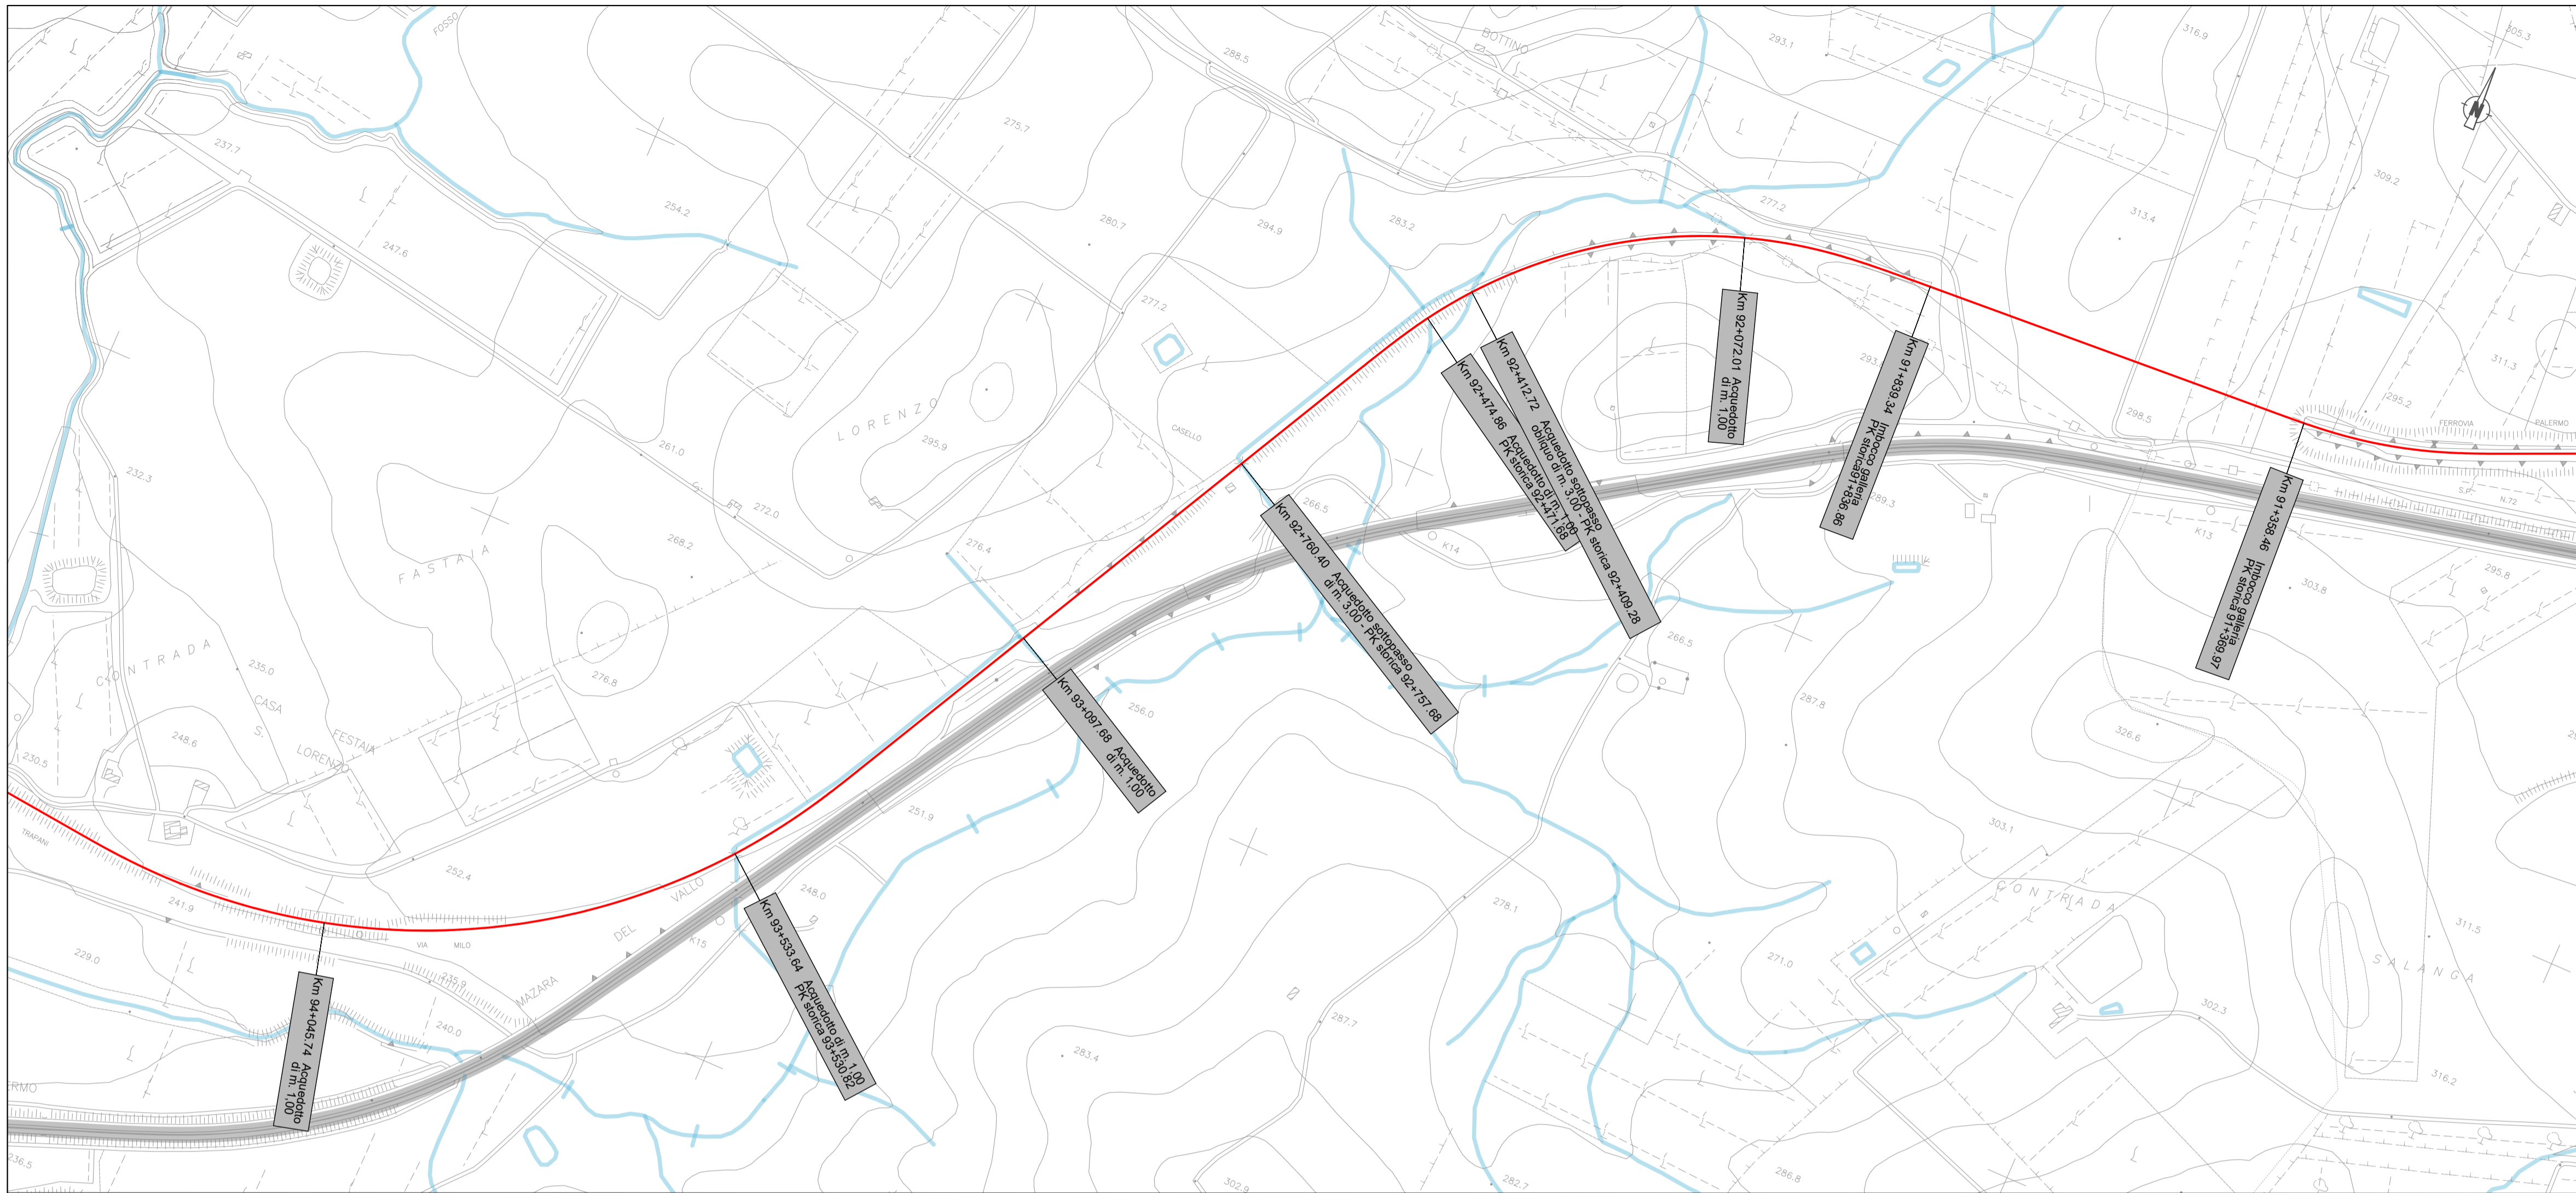 FOSSO
288.5
BOTTINO
293.1
316.9
305.3
N
237.7
275.7
254.2
280.7
294.9
283.2
277.2
313.4
309.2
247.6
277.2
LORENZO
295.9
CASELLO
261.0
S.
272.0
232.3
268.2
FASTAIA
276.4
266.5
K14
293.
289.3
298.5
295.2
311.3
FERROVIA
PALERMO
S.P.
N.72
K13
303.8
295.8
Km 92+072.01 Acquedotto
di m. 1,00
Km 92+412.72 Acquedotto sottopasso
obliquo di m. 3,00 - PK storica 92+409.28
Km 92+474.86 Acquedotto di m. 1,00
PK storica 92+471.68
Km 91+839.34 Imbocco galleria
PK storica91+836.86
Km 91+358.46 Imbocco galleria
PK storica 91+369.97
Km 92+760.40 Acquedotto sottopasso
di m. 3,00 - PK storica 92+757.68
Km 93+097.68 Acquedotto
di m. 1,00
CONTRADA
235.0
276.8
CASA
S.
LORENZO
FESTAIA
248.6
230.5
256.0
266.5
287.8
326.6
TRAPANI
252.4
251.9
241.9
248.0
VALLO
DEL
MAZARA
K15
VIA
MILO
229.0
235.9
240.0
Km 93+533.64 Acquedotto di m. 1,00
PK storica 93+530.82
Km 94+045.74 Acquedotto
di m. 1,00
ERMO
236.5
303.1
CONTRADA
SALANGA
278.1
271.0
311.5
302.3
287.7
283.4
316.2
302.9
282.7
286.8